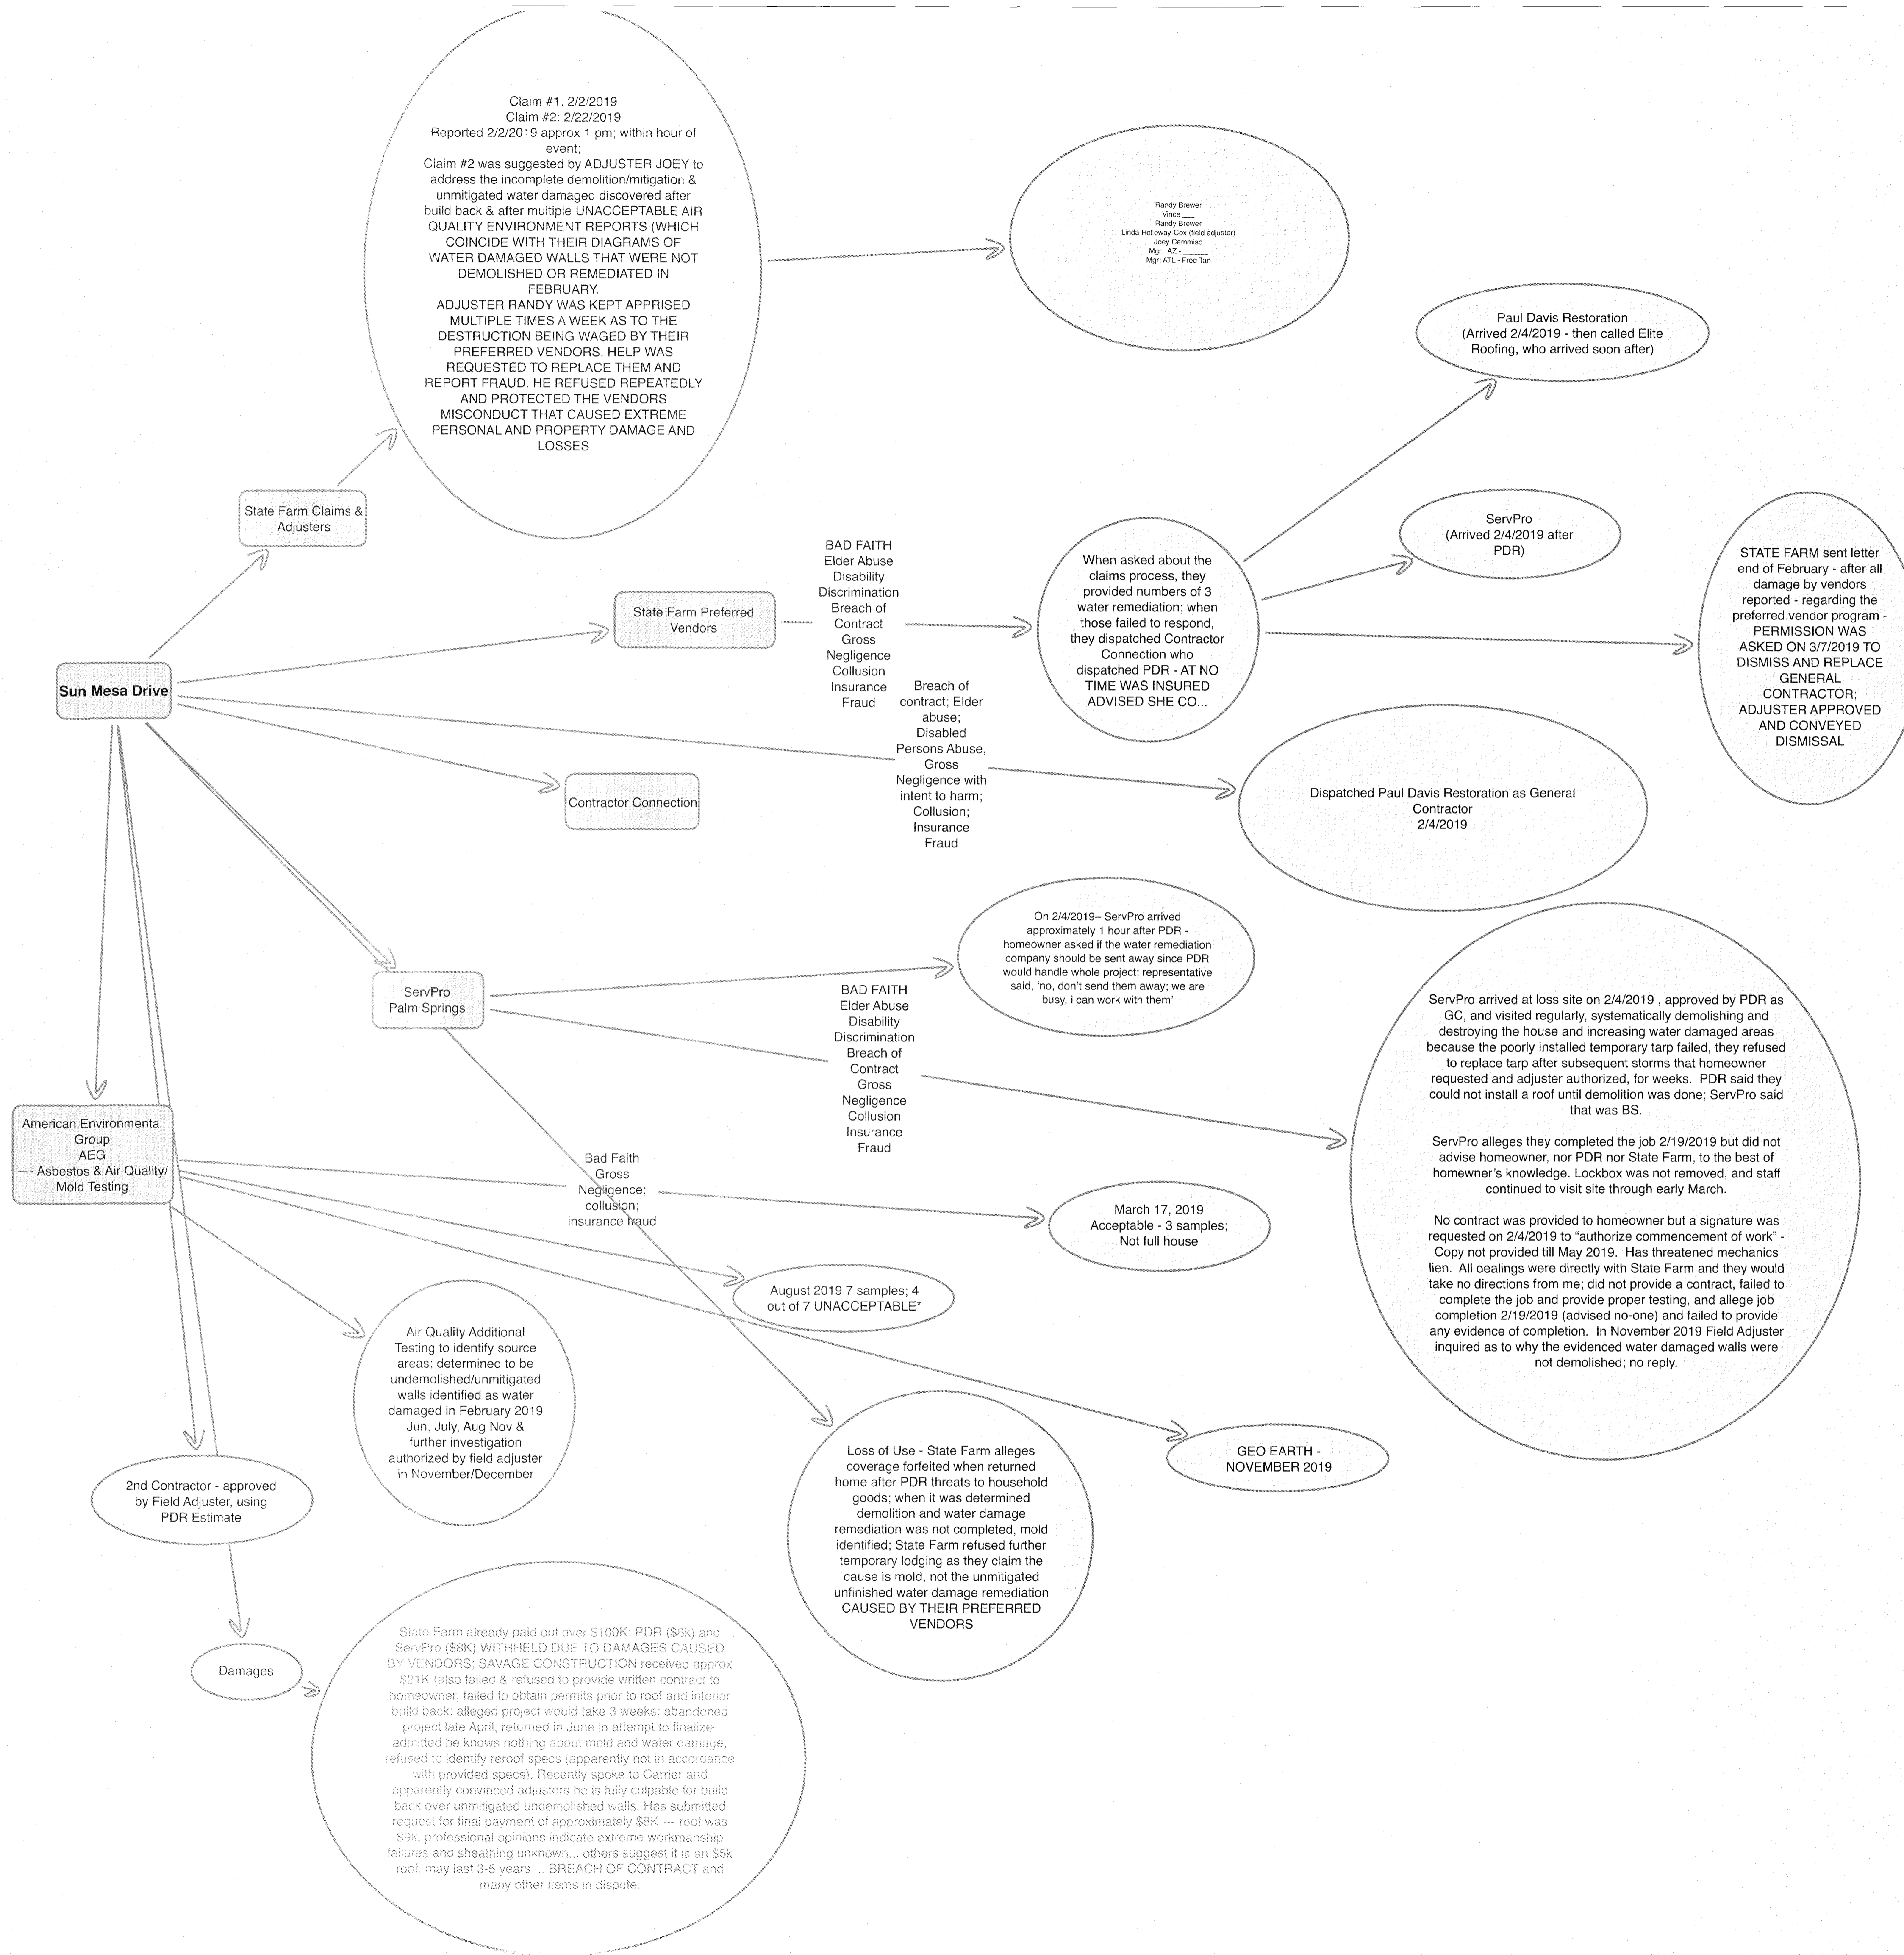 Claim #1: 2/2/2019
Claim #2: 2/22/2019
Reported 2/2/2019 approx 1 pm; within hour of
event;
Claim #2 was suggested by ADJUSTER JOEY to
address the incomplete demolition/mitigation &
unmitigated water damaged discovered after
build back & after multiple UNACCEPTABLE AIR
QUALITY ENVIRONMENT REPORTS (WHICH
COINCIDE WITH THEIR DIAGRAMS OF
WATER DAMAGED WALLS THAT WERE NOT
DEMOLISHED OR REMEDIATED IN
FEBRUARY.
ADJUSTER RANDY WAS KEPT APPRISED
MULTIPLE TIMES A WEEK AS TO THE
DESTRUCTION BEING WAGED BY THEIR
PREFERRED VENDORS. HELP WAS
REQUESTED TO REPLACE THEM AND
REPORT FRAUD. HE REFUSED REPEATEDLY
AND PROTECTED THE VENDORS
MISCONDUCT THAT CAUSED EXTREME
PERSONAL AND PROPERTY DAMAGE AND
LOSSES
Randy Brewer
Vince ___
Randy Brewer
Linda Holloway-Cox (field adjuster)
Joey Cammiso
Mgr: AZ - ______
Mgr: ATL - Fred Tan
Paul Davis Restoration
(Arrived 2/4/2019 - then called Elite
Roofing, who arrived soon after)
State Farm Claims &
Adjusters
ServPro
(Arrived 2/4/2019 after
PDR)
STATE FARM sent letter
end of February - after all
damage by vendors
reported - regarding the
preferred vendor program -
PERMISSION WAS
ASKED ON 3/7/2019 TO
DISMISS AND REPLACE
GENERAL
CONTRACTOR;
ADJUSTER APPROVED
AND CONVEYED
DISMISSAL
State Farm Preferred
Vendors
BAD FAITH
Elder Abuse
Disability
Discrimination
Breach of
Contract
Gross
Negligence
Collusion
Insurance
Fraud
When asked about the
claims process, they
provided numbers of 3
water remediation; when
those failed to respond,
they dispatched Contractor
Connection who
dispatched PDR - AT NO
TIME WAS INSURED
ADVISED SHE CO...
Sun Mesa Drive
Breach of
contract; Elder
abuse;
Disabled
Persons Abuse,
Gross
Negligence with
intent to harm;
Collusion;
Insurance
Fraud
Contractor Connection
Dispatched Paul Davis Restoration as General
Contractor
2/4/2019
ServPro
Palm Springs
On 2/4/2019– ServPro arrived
approximately 1 hour after PDR -
homeowner asked if the water remediation
company should be sent away since PDR
would handle whole project; representative
said, ‘no, don’t send them away; we are
busy, i can work with them’
BAD FAITH
Elder Abuse
Disability
Discrimination
Breach of
Contract
Gross
Negligence
Collusion
Insurance
Fraud
ServPro arrived at loss site on 2/4/2019 , approved by PDR as
GC, and visited regularly, systematically demolishing and
destroying the house and increasing water damaged areas
because the poorly installed temporary tarp failed, they refused
to replace tarp after subsequent storms that homeowner
requested and adjuster authorized, for weeks. PDR said they
could not install a roof until demolition was done; ServPro said
that was BS.
ServPro alleges they completed the job 2/19/2019 but did not
advise homeowner, nor PDR nor State Farm, to the best of
homewner’s knowledge. Lockbox was not removed, and staff
continued to visit site through early March.
No contract was provided to homeowner but a signature was
requested on 2/4/2019 to “authorize commencement of work” -
Copy not provided till May 2019. Has threatened mechanics
lien. All dealings were directly with State Farm and they would
take no directions from me; did not provide a contract, failed to
complete the job and provide proper testing, and allege job
completion 2/19/2019 (advised no-one) and failed to provide
any evidence of completion. In November 2019 Field Adjuster
inquired as to why the evidenced water damaged walls were
not demolished; no reply.
American Environmental
Group
AEG
—- Asbestos & Air Quality/
Mold Testing
Bad Faith
Gross
Negligence;
collusion;
insurance fraud
March 17, 2019
Acceptable - 3 samples;
Not full house
August 2019 7 samples; 4
out of 7 UNACCEPTABLE*
Air Quality Additional
Testing to identify source
areas; determined to be
undemolished/unmitigated
walls identified as water
damaged in February 2019
Jun, July, Aug Nov &
further investigation
authorized by field adjuster
in November/December
GEO EARTH -
NOVEMBER 2019
Loss of Use - State Farm alleges
coverage forfeited when returned
home after PDR threats to household
goods; when it was determined
demolition and water damage
remediation was not completed, mold
identified; State Farm refused further
temporary lodging as they claim the
cause is mold, not the unmitigated
unfinished water damage remediation
CAUSED BY THEIR PREFERRED
VENDORS
2nd Contractor - approved
by Field Adjuster, using
PDR Estimate
Damages
State Farm already paid out over $100K; PDR ($8k) and
ServPro ($8K) WITHHELD DUE TO DAMAGES CAUSED
BY VENDORS; SAVAGE CONSTRUCTION received approx
$21K (also failed & refused to provide written contract to
homeowner, failed to obtain permits prior to roof and interior
build back; alleged project would take 3 weeks; abandoned
project late April, returned in June in attempt to finalize-
admitted he knows nothing about mold and water damage,
refused to identify reroof specs (apparently not in accordance
with provided specs). Recently spoke to Carrier and
apparently convinced adjusters he is fully culpable for build
back over unmitigated undemolished walls. Has submitted
request for final payment of approximately $8K — roof was
$9k, professional opinions indicate extreme workmanship
failures and sheathing unknown... others suggest it is an $5k
roof, may last 3-5 years.... BREACH OF CONTRACT and
many other items in dispute.